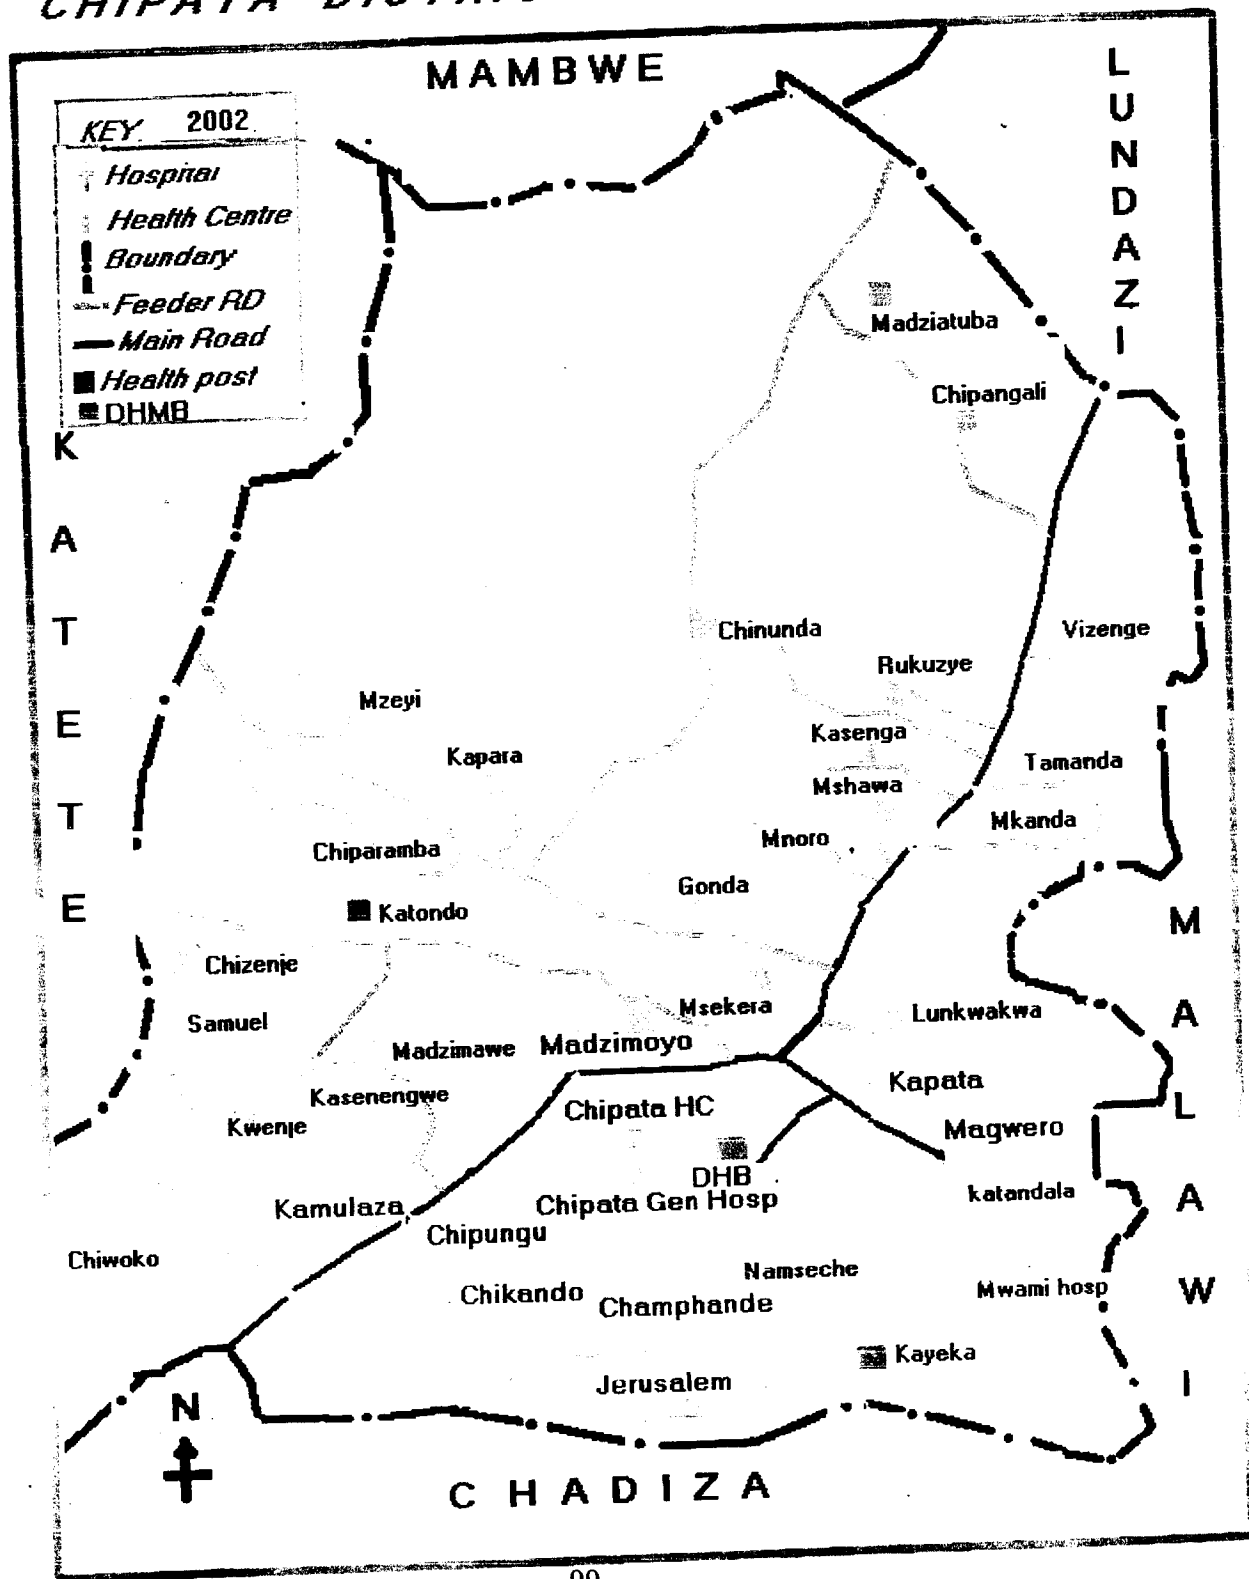 CHIPATA
MAMBWE
LUNDAZI
KEY. 2002
Hospital
Health Centre
Boundary
Feeder RD
Main Road
Health post
DHMB
KATETE
Madziatuba
Chipangali
Chinunda
Vizenge
Rukuzye
Mzeyi
Kasenga
Kapara
Tamanda
Mshawa
Mkanda
Mnoro
Chiparamba
Gonda
Katondo
MALAWI
Chizenje
Msekera
Lunkwakwa
Samuel
Madzimawe
Madzimoyo
Kapata
Kasenengwe
Chipata HC
Kwenje
Magwero
DHB
katandala
Kamulaza
Chipata Gen Hosp
Chipungu
Chiwoko
Namseche
Mwami hosp
Chikando
Champhande
Kayeka
Jerusalem
N
CHADIZA
99